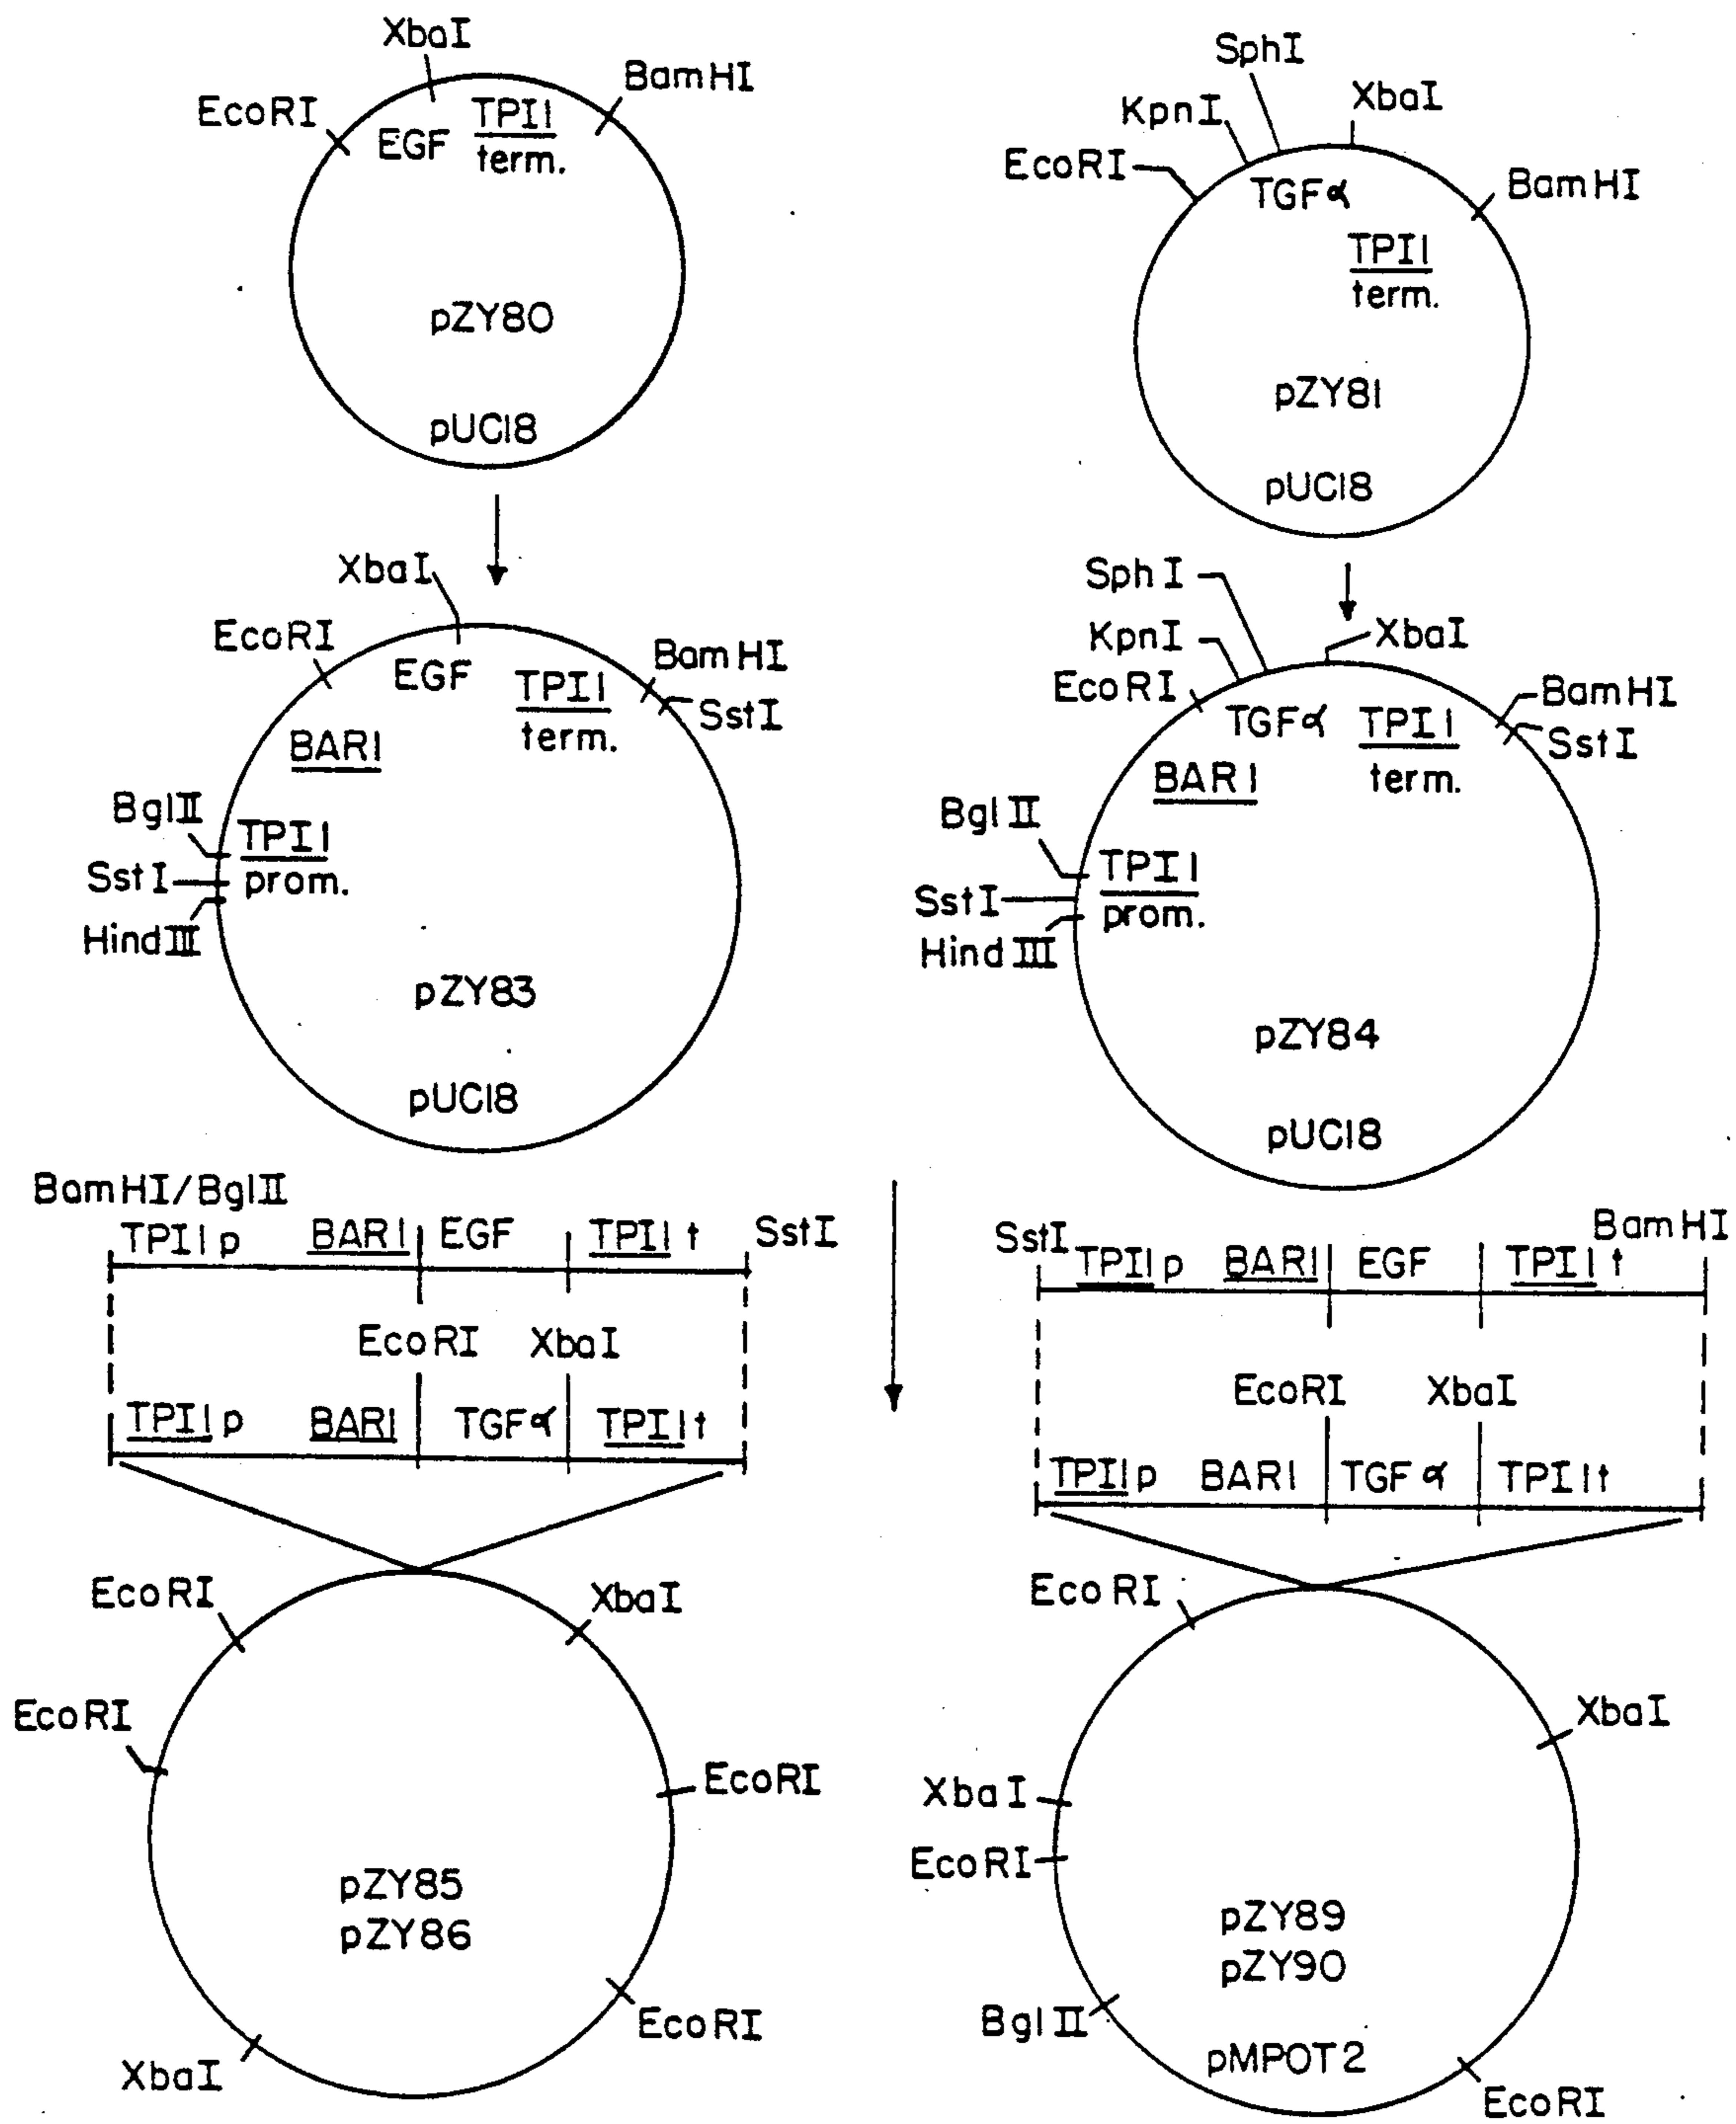 XbaI
EcoRI
BamHI
EGF
TPI1
term.
pZY80
pUC18
SphI
KpnI
XbaI
EcoRI
BamHI
TGFα
TPI1
term.
pZY81
pUC18
XbaI
EcoRI
BamHI
SstI
EGF
TPI1
term.
BAR1
BglII
TPI1
prom.
SstI
HindIII
pZY83
pUC18
SphI
XbaI
KpnI
EcoRI
BamHI
SstI
TGFα
TPI1
term.
BAR1
BglII
TPI1
prom.
SstI
HindIII
pZY84
pUC18
BamHI/BglII
TPI1p BAR1 EGF TPI1t SstI
EcoRI XbaI
TPI1p BAR1 TGFα TPI1t
SstI BamHI
TPI1p BAR1 EGF TPI1t
EcoRI XbaI
TPI1p BAR1 TGFα TPI1t
EcoRI
XbaI
EcoRI
EcoRI
pZY85
pZY86
EcoRI
XbaI
EcoRI
XbaI
XbaI
EcoRI
pZY89
pZY90
BglII
pMPOT2
EcoRI